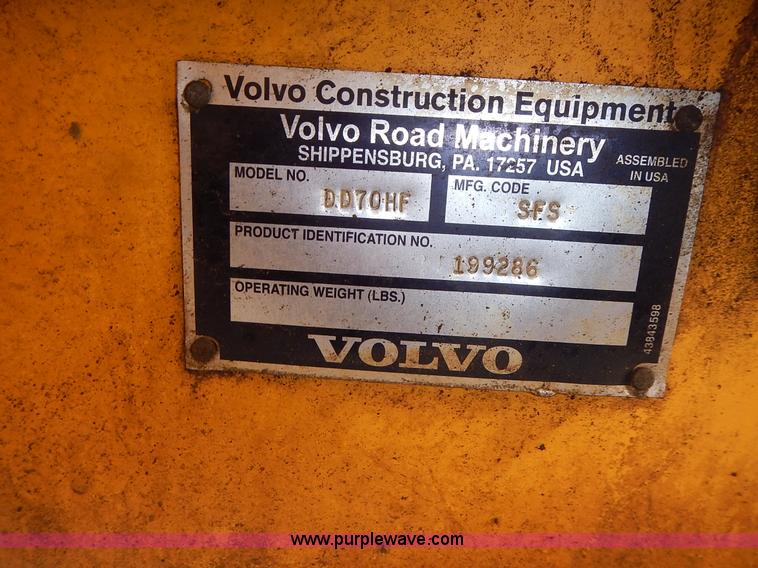 Volvo Construction Equipment
Volvo Road Machinery
SHIPPENSBURG, PA. 17257 USA
ASSEMBLED
IN USA
MODEL NO.
DD70HF
MFG. CODE
SFS
PRODUCT IDENTIFICATION NO.
199286
OPERATING WEIGHT (LBS.)
VOLVO
43843598
www.purplewave.com